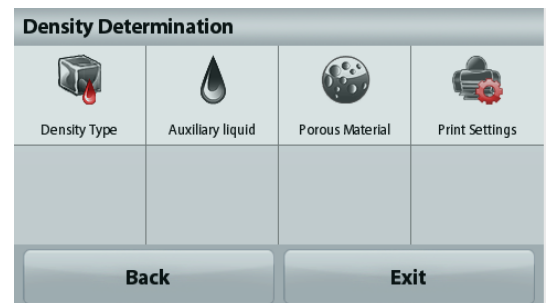 Density Determination
Density Type Auxiliary liquid Porous Material Print Settings
Back Exit